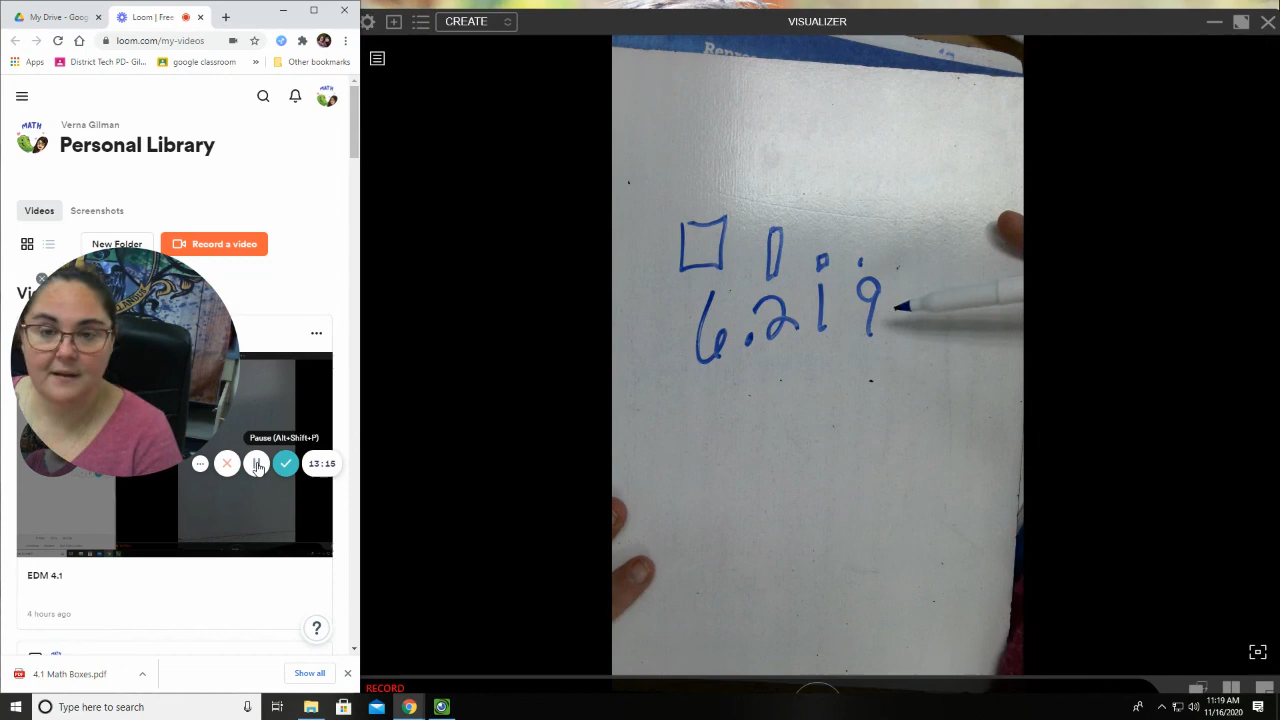 My Drive - Goog
Loom | Free
loom.com/my-videos
Apps
District Tech PD- Gil
google classroom
»
Other bookmarks
MATH
Verna Gilman
Personal Library
Videos
Screenshots
New Folder
Record a video
Pause (Alt+Shift+P)
13:15
EDM 4.1
4 hours ago
?
4.1 Math Boxes.pdf
Show all
CREATE
VISUALIZER
6.219
RECORD
Type here to search
11:19 AM
11/16/2020